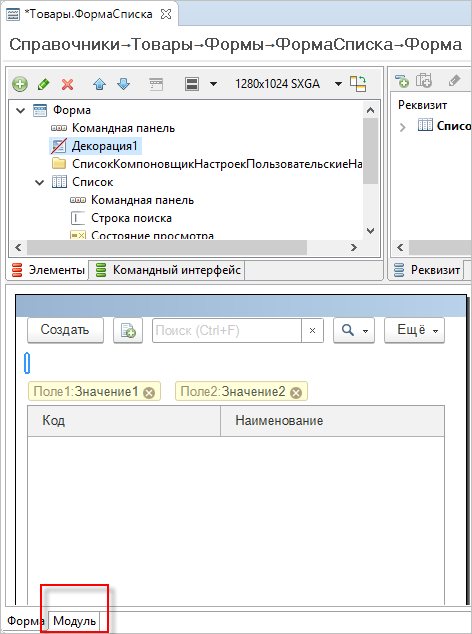 *Товары.ФормаСписка
Справочники→Товары→Формы→ФормаСписка→Форма
1280x1024 SXGA
Форма
Командная панель
Декорация1
СписокКомпоновщикНастроекПользовательскиеНа
Список
Командная панель
Строка поиска
Состояние просмотра
Реквизит
Списо
Элементы
Командный интерфейс
Реквизит
Создать
Поиск (Ctrl+F)
×
Ещё
Поле1:Значение1
Поле2:Значение2
Код
Наименование
Форма
Модуль